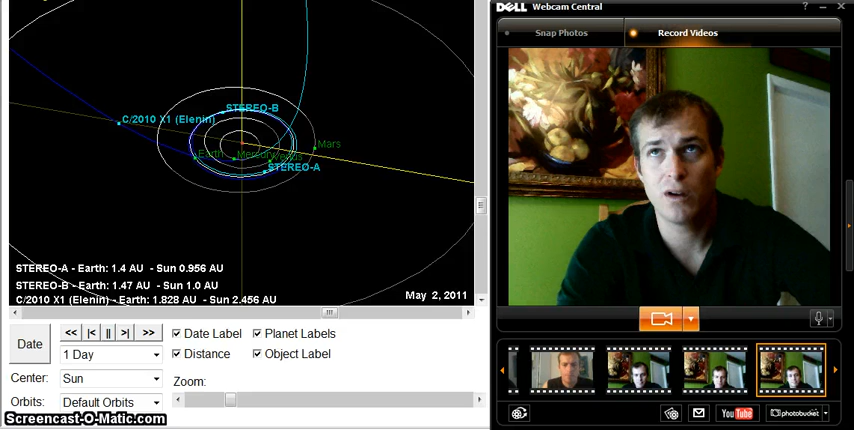 C/2010 X1 (Elenin)
STEREO-B
Mars
Earth
Mercury
Venus
STEREO-A
STEREO-A - Earth: 1.4 AU - Sun 0.956 AU
STEREO-B - Earth: 1.47 AU - Sun 1.0 AU
C/2010 X1 (Elenin) - Earth: 1.828 AU - Sun 2.456 AU
May 2, 2011
Date
<< |< || >| >>
Date Label
Planet Labels
1 Day
Distance
Object Label
Center:
Sun
Zoom:
Orbits:
Default Orbits
Screencast-O-Matic.com
DELL Webcam Central
? _ x
Snap Photos
Record Videos
YouTube
photobucket